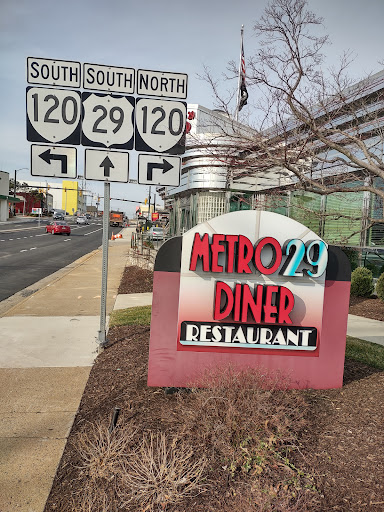 SOUTH SOUTH NORTH
120 29 120
METRO29
DINER
RESTAURANT